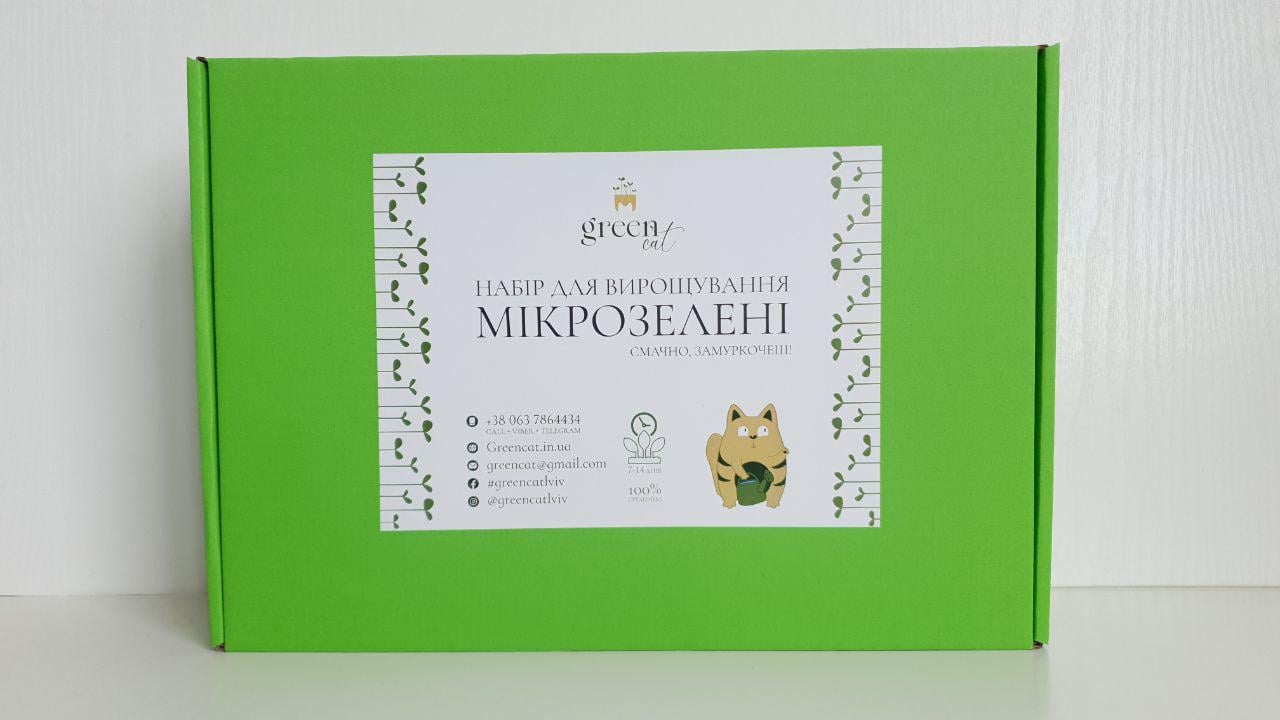 green
cat
НАБІР ДЛЯ ВИРОЩУВАННЯ
МІКРОЗЕЛЕНІ
СМАЧНО, ЗАМУРКОЧЕШ!
+38 063 7864434
CALL • VIBER • TELEGRAM
Greencat.in.ua
greencat@gmail.com
#greencatlviv
@greencatlviv
7-14 днів
100%
органічно